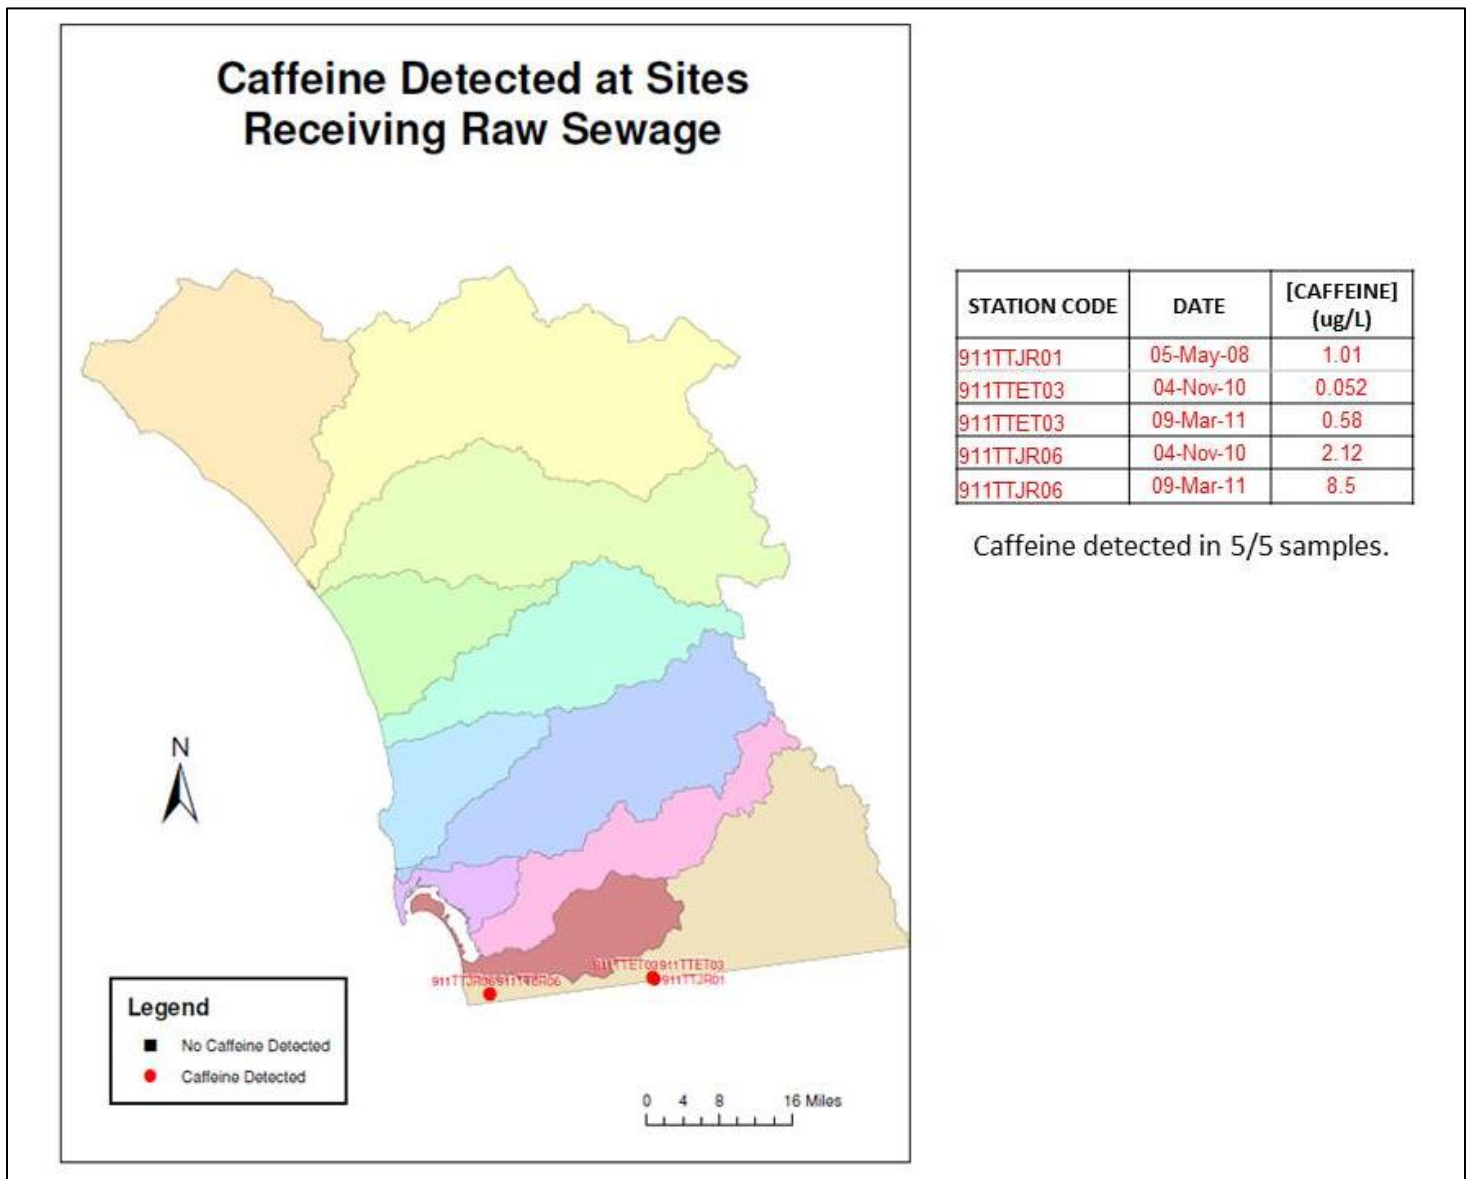 Caffeine Detected at Sites
Receiving Raw Sewage
N
911TTJR06911TTJR06
911TTET03911TTET03
911TTJR01
Legend
No Caffeine Detected
Caffeine Detected
0 4 8 16 Miles
STATION CODE DATE [CAFFEINE] (ug/L)
911TTJR01 05-May-08 1.01
911TTET03 04-Nov-10 0.052
911TTET03 09-Mar-11 0.58
911TTJR06 04-Nov-10 2.12
911TTJR06 09-Mar-11 8.5
Caffeine detected in 5/5 samples.